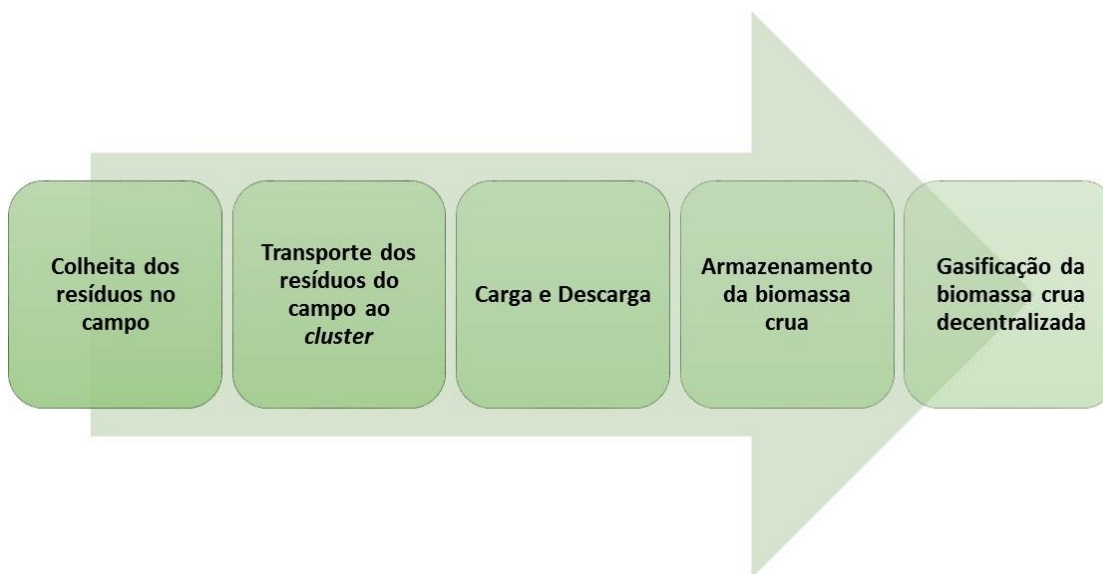 Colheita dos
resíduos no
campo
Transporte dos
resíduos do
campo ao
cluster
Carga e Descarga
Armazenamento
da biomassa
crua
Gasificação da
biomassa crua
decentralizada